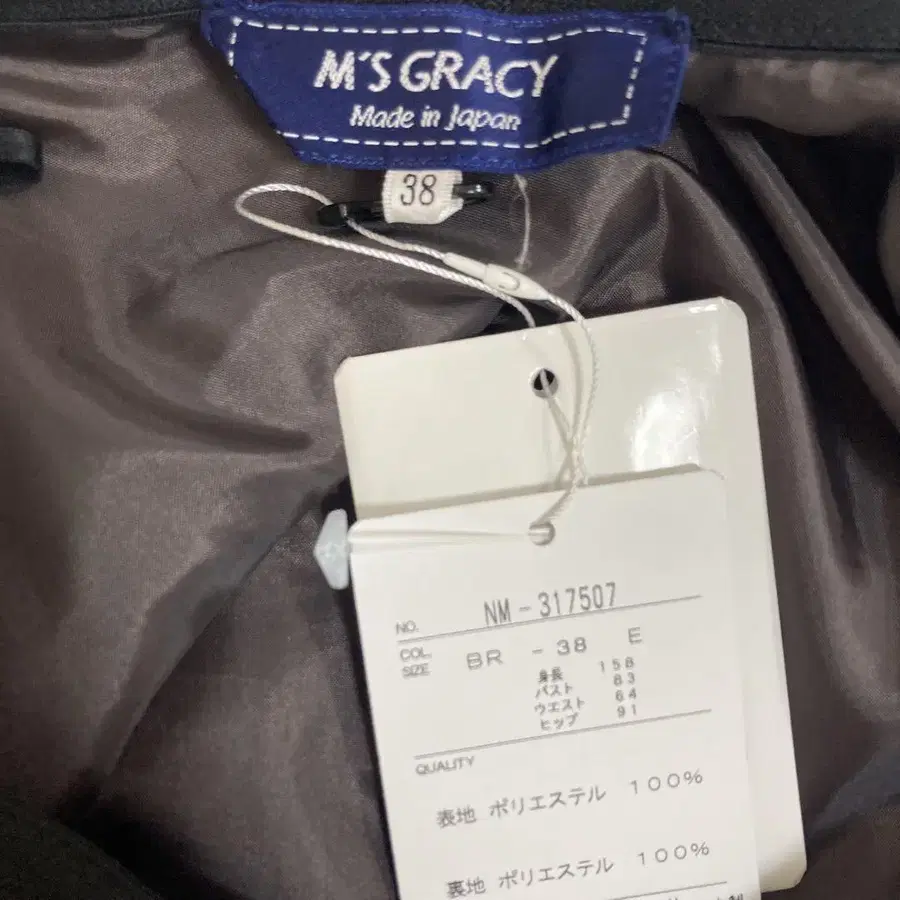 M'S GRACY
Made in Japan
38
NO. NM-317507
COL. SIZE BR - 38 E
身長 158
バスト 83
ウエスト 64
ヒップ 91
QUALITY
表地 ポリエステル 100%
裏地 ポリエステル 100%